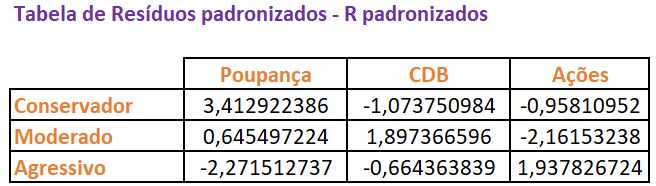 Tabela de Resíduos padronizados - R padronizados
Poupança CDB Ações
Conservador 3,412922386 -1,073750984 -0,95810952
Moderado 0,645497224 1,897366596 -2,16153238
Agressivo -2,271512737 -0,664363839 1,937826724